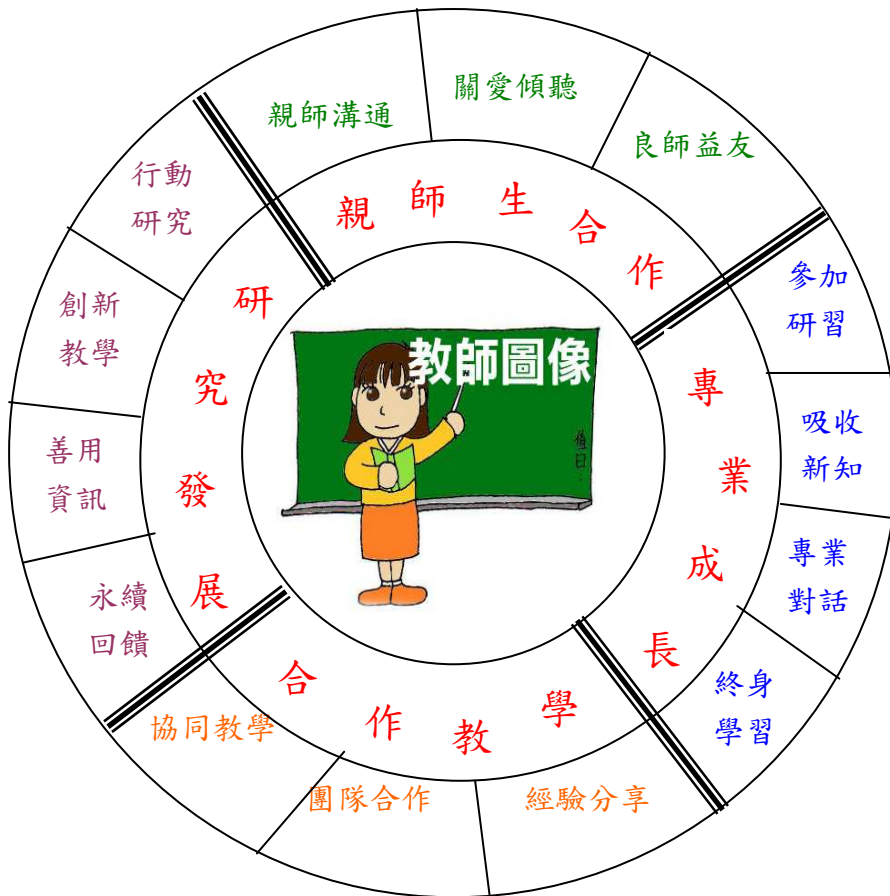 教師圖像
值日：
親師生合作
親師溝通
關愛傾聽
良師益友
專業成長
參加
研習
吸收
新知
專業
對話
終身
學習
合作教學
協同教學
團隊合作
經驗分享
研究發展
行動
研究
創新
教學
善用
資訊
永續
回饋